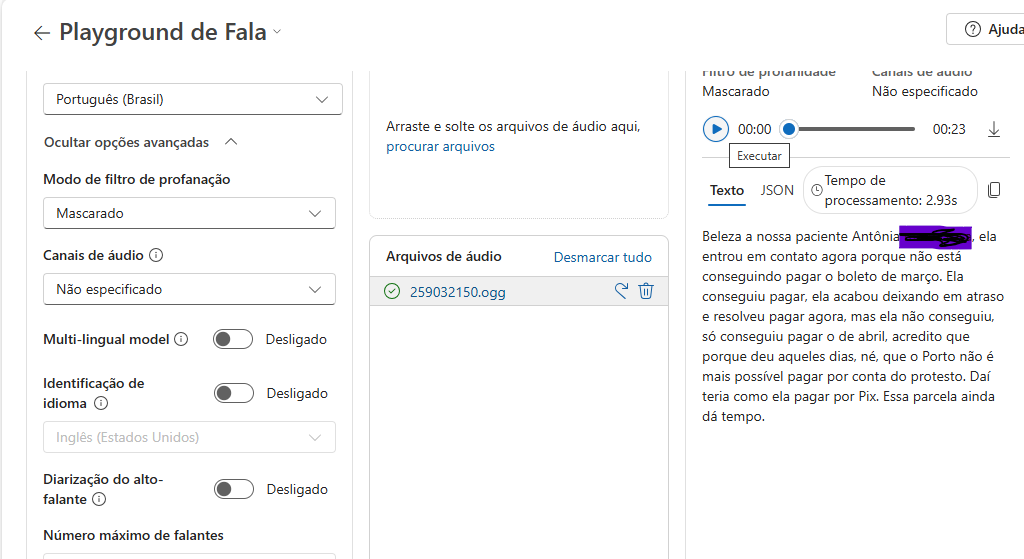 Playground de Fala
Ajuda
Português (Brasil)
Ocultar opções avançadas
Modo de filtro de profanação
Mascarado
Canais de áudio
Não especificado
Multi-lingual model
Desligado
Identificação de
idioma
Desligado
Inglês (Estados Unidos)
Diarização do alto-
falante
Desligado
Número máximo de falantes
Arraste e solte os arquivos de áudio aqui,
procurar arquivos
Arquivos de áudio
Desmarcar tudo
259032150.ogg
Filtro de profanidade
Canais de áudio
Mascarado
Não especificado
00:00
00:23
Executar
Texto
JSON
Tempo de
processamento: 2.93s
Beleza a nossa paciente Antônia , ela
entrou em contato agora porque não está
conseguindo pagar o boleto de março. Ela
conseguiu pagar, ela acabou deixando em atraso
e resolveu pagar agora, mas ela não conseguiu,
só conseguiu pagar o de abril, acredito que
porque deu aqueles dias, né, que o Porto não é
mais possível pagar por conta do protesto. Daí
teria como ela pagar por Pix. Essa parcela ainda
dá tempo.